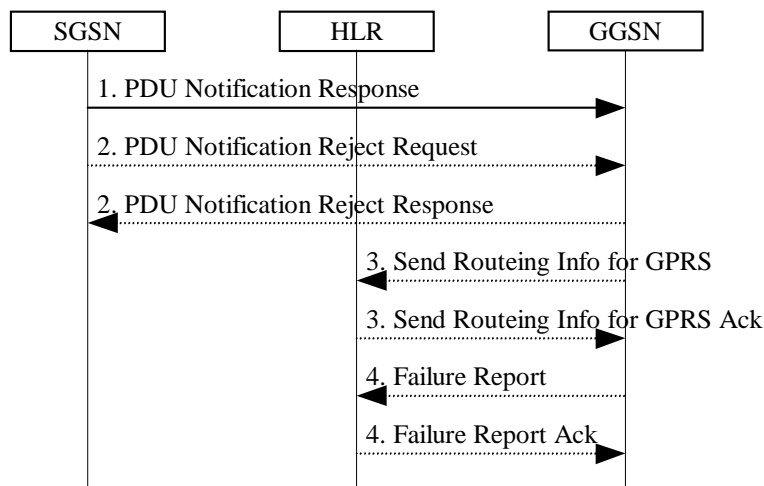 SGSN
HLR
GGSN
1. PDU Notification Response
2. PDU Notification Reject Request
2. PDU Notification Reject Response
3. Send Routeing Info for GPRS
3. Send Routeing Info for GPRS Ack
4. Failure Report
4. Failure Report Ack